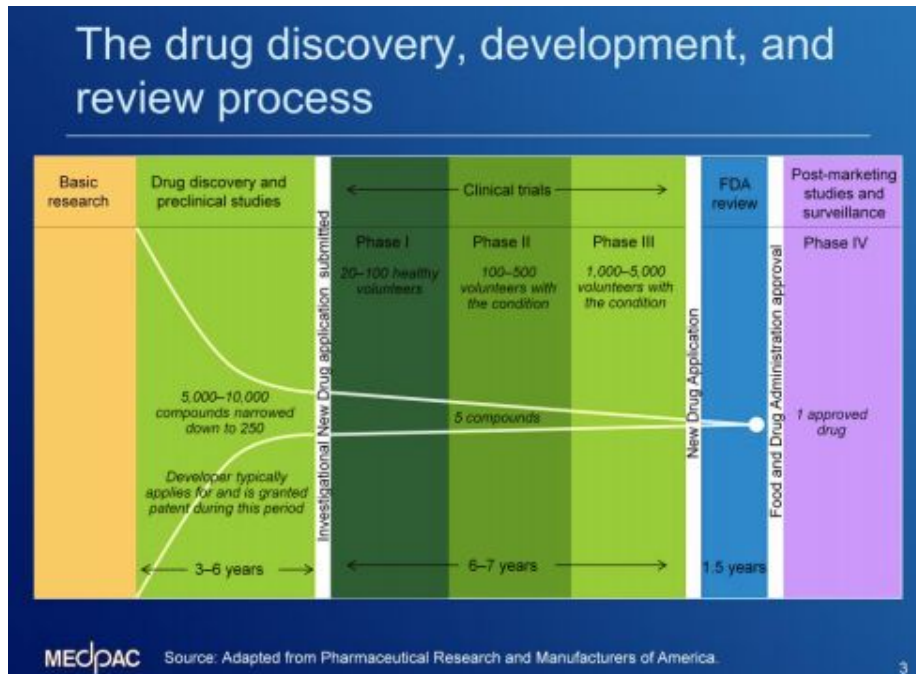 The drug discovery, development, and
review process
Basic
research
Drug discovery and
preclinical studies
Clinical trials
FDA
review
Post-marketing
studies and
surveillance
Phase I
Phase II
Phase III
Phase IV
20–100 healthy
volunteers
100–500
volunteers with
the condition
1,000–5,000
volunteers with
the condition
Investigational New Drug application submitted
New Drug Application
Food and Drug Administration approval
5,000–10,000
compounds narrowed
down to 250
5 compounds
1 approved
drug
Developer typically
applies for and is granted
patent during this period
3–6 years
6–7 years
1.5 years
MEdpAC
Source: Adapted from Pharmaceutical Research and Manufacturers of America.
3